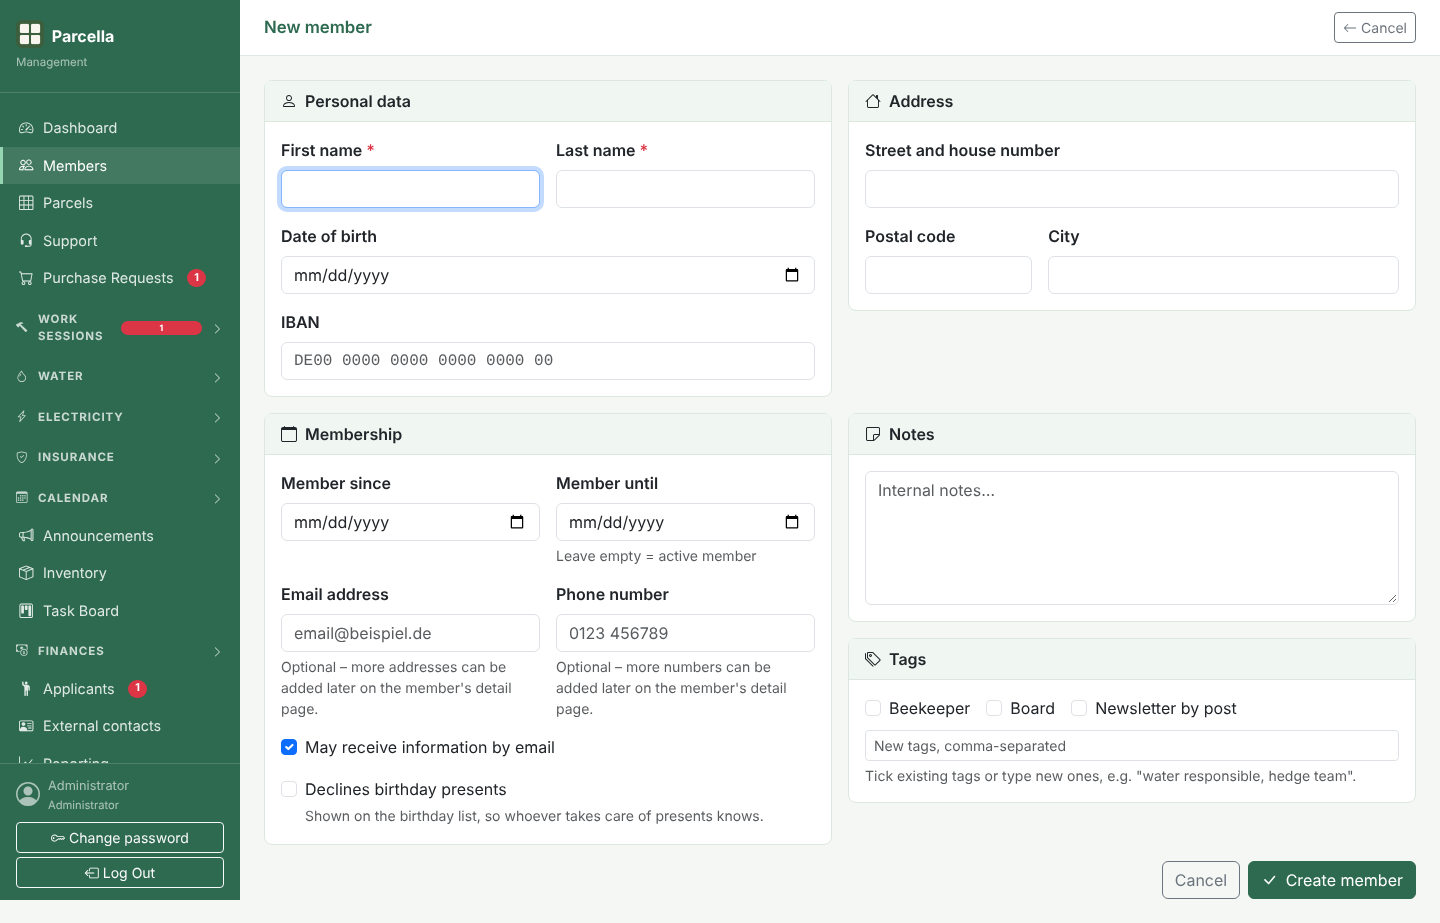 Parcella
Management
Dashboard
Members
Parcels
Support
Purchase Requests 1
WORK
SESSIONS 1
WATER
ELECTRICITY
INSURANCE
CALENDAR
Announcements
Inventory
Task Board
FINANCES
Applicants 1
External contacts
Reporting
Administrator
Administrator
Change password
Log Out
New member
← Cancel
Personal data
First name *
Last name *
Date of birth
mm/dd/yyyy
IBAN
DE00 0000 0000 0000 0000 00
Address
Street and house number
Postal code
City
Membership
Member since
Member until
mm/dd/yyyy
mm/dd/yyyy
Leave empty = active member
Email address
Phone number
email@beispiel.de
0123 456789
Optional – more addresses can be
added later on the member's detail
page.
Optional – more numbers can be
added later on the member's detail
page.
May receive information by email
Declines birthday presents
Shown on the birthday list, so whoever takes care of presents knows.
Notes
Internal notes...
Tags
Beekeeper Board Newsletter by post
New tags, comma-separated
Tick existing tags or type new ones, e.g. "water responsible, hedge team".
Cancel
Create member